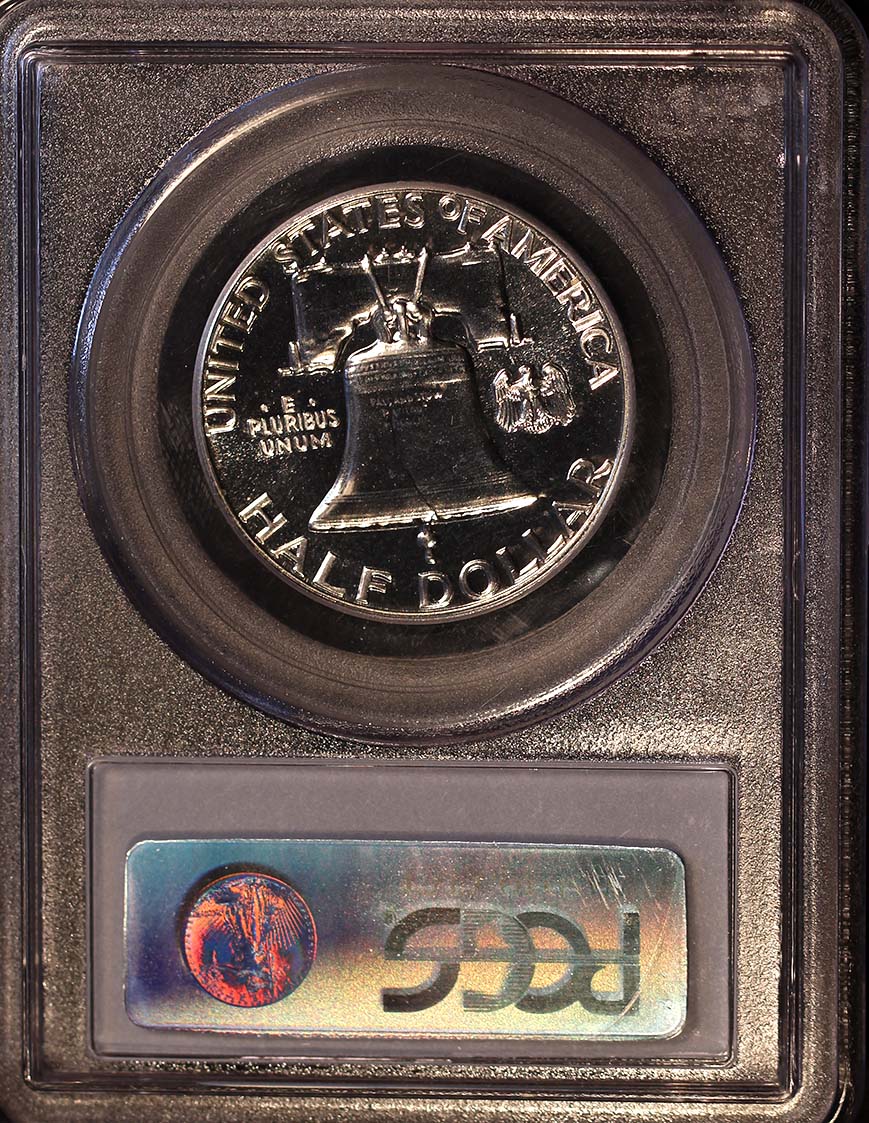 UNITED STATES OF AMERICA
· E ·
PLURIBUS
UNUM
HALF DOLLAR
PCGS